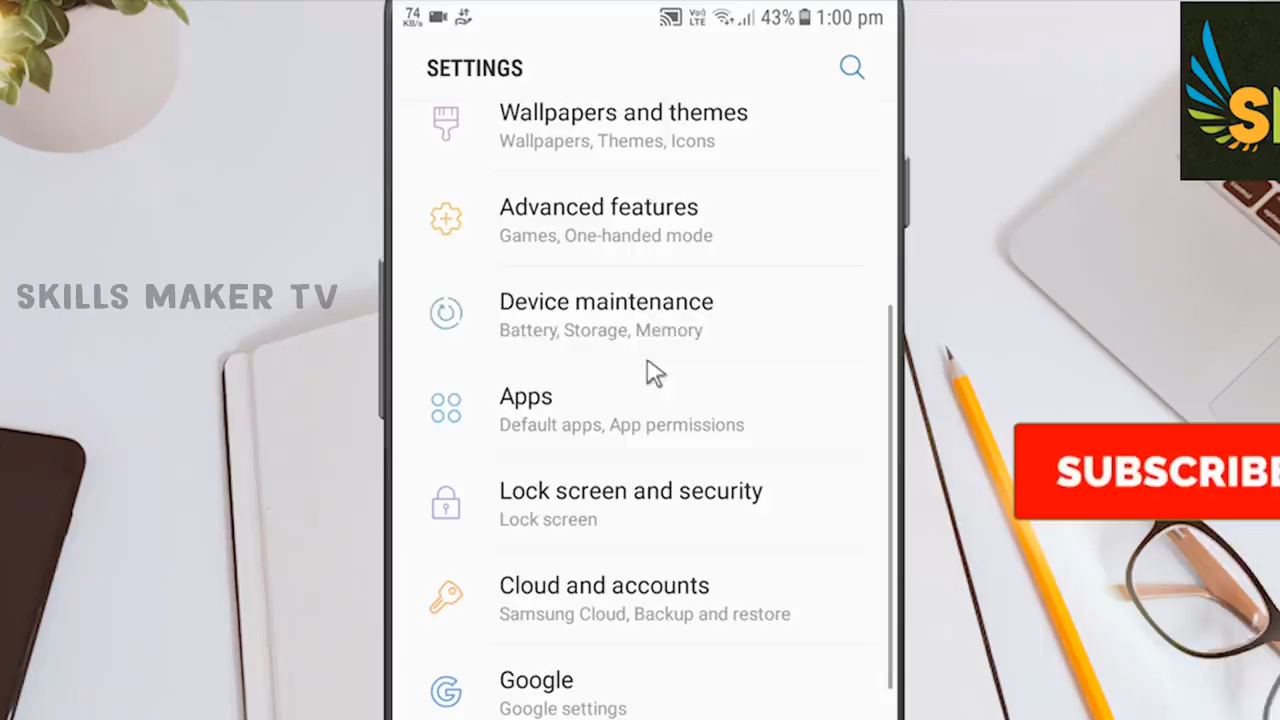 74
KB/s
Vo)
LTE
43%
1:00 pm
SETTINGS
Wallpapers and themes
Wallpapers, Themes, Icons
Advanced features
Games, One-handed mode
SKILLS MAKER TV
Device maintenance
Battery, Storage, Memory
Apps
Default apps, App permissions
SUBSCRIBE
Lock screen and security
Lock screen
Cloud and accounts
Samsung Cloud, Backup and restore
Google
Google settings